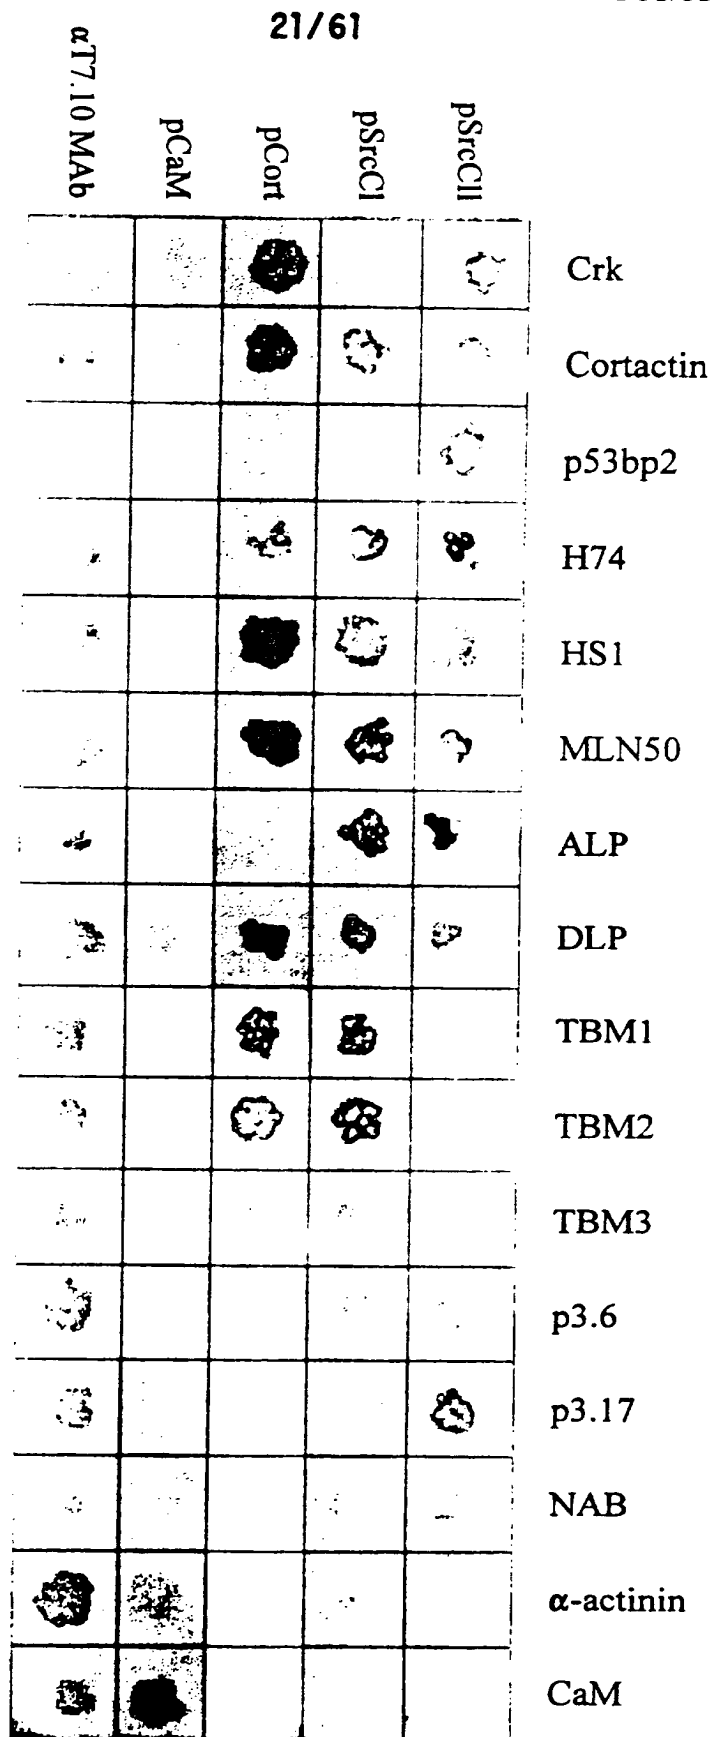 21/61
αT7.10 MAb
pCaM
pCort
pSrcCI
pSrcCII
Crk
Cortactin
p53bp2
H74
HS1
MLN50
ALP
DLP
TBM1
TBM2
TBM3
p3.6
p3.17
NAB
α-actinin
CaM